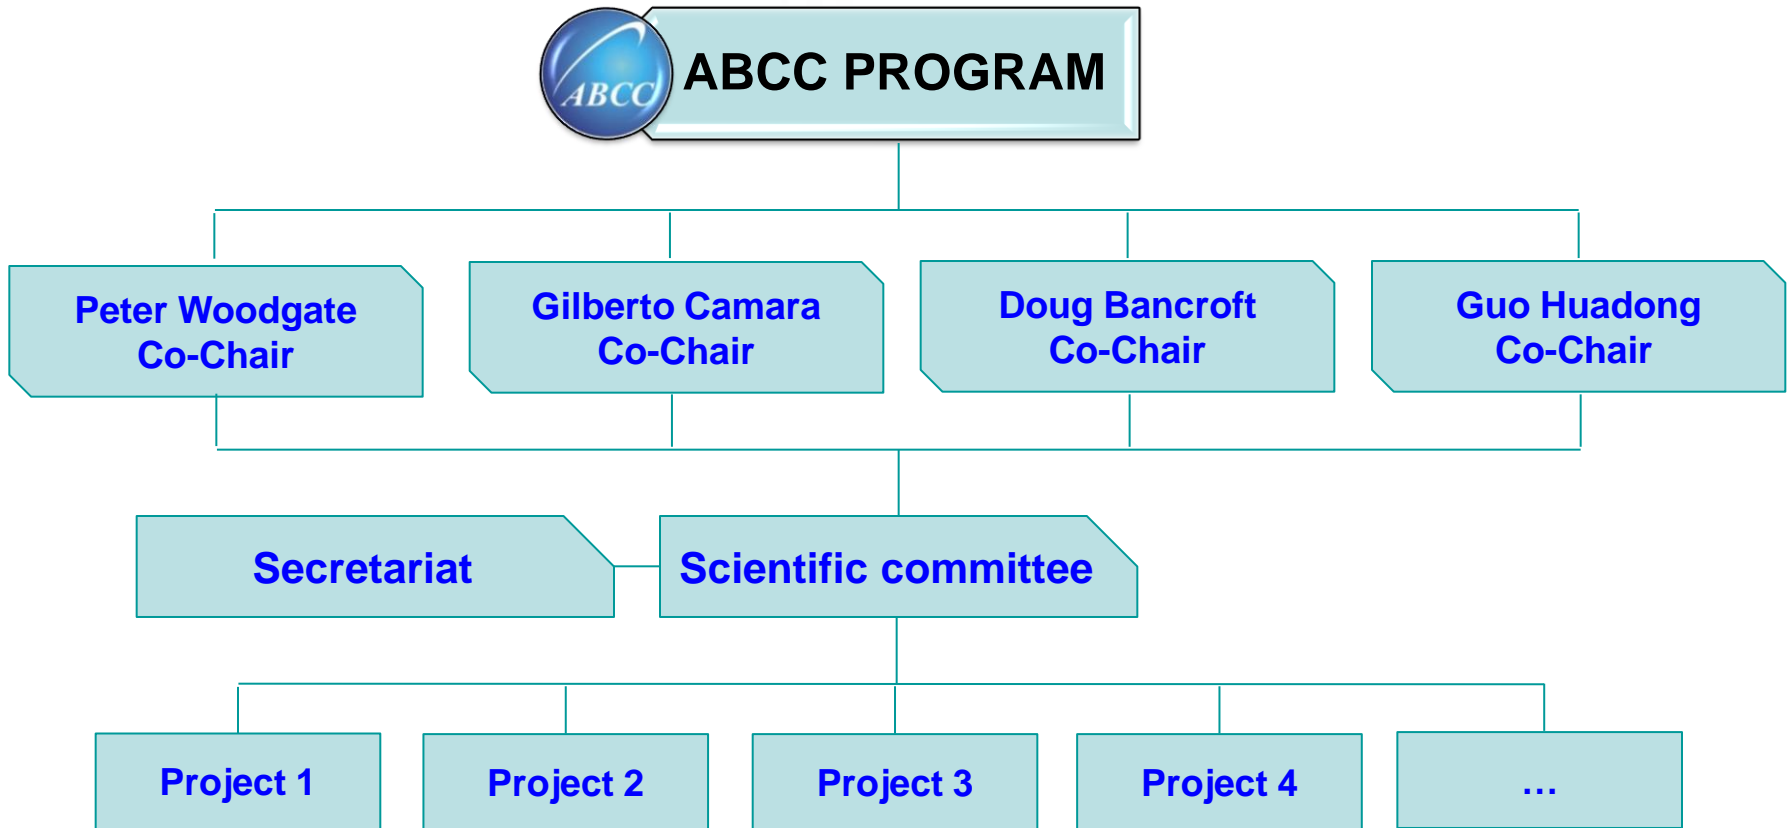 ABCC
ABCC PROGRAM
Peter Woodgate
Co-Chair
Gilberto Camara
Co-Chair
Doug Bancroft
Co-Chair
Guo Huadong
Co-Chair
Secretariat
Scientific committee
Project 1
Project 2
Project 3
Project 4
…